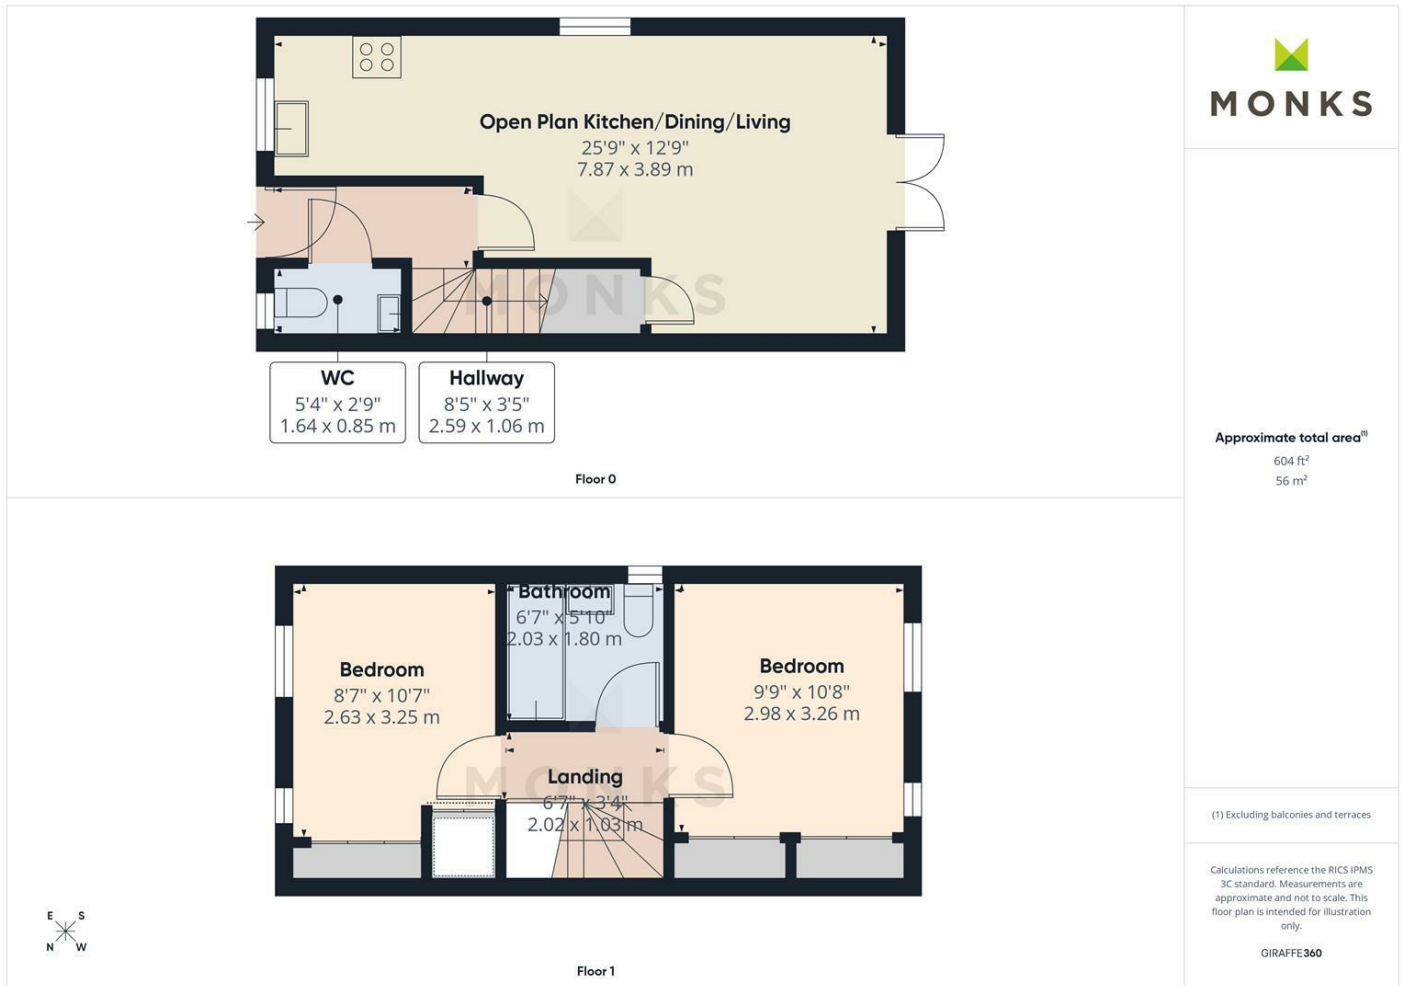 Open Plan Kitchen/Dining/Living
25'9" x 12'9"
7.87 x 3.89 m
MONKS
WC
5'4" x 2'9"
1.64 x 0.85 m
Hallway
8'5" x 3'5"
2.59 x 1.06 m
Floor 0
Bathroom
6'7" x 5'10"
2.03 x 1.80 m
Bedroom
8'7" x 10'7"
2.63 x 3.25 m
Bedroom
9'9" x 10'8"
2.98 x 3.26 m
MONKS
Landing
6'7" x 3'4"
2.02 x 1.03 m
E S
N W
Floor 1
MONKS
Approximate total area(1)
604 ft²
56 m²
(1) Excluding balconies and terraces
Calculations reference the RICS IPMS
3C standard. Measurements are
approximate and not to scale. This
floor plan is intended for illustration
only.
GIRAFFE360